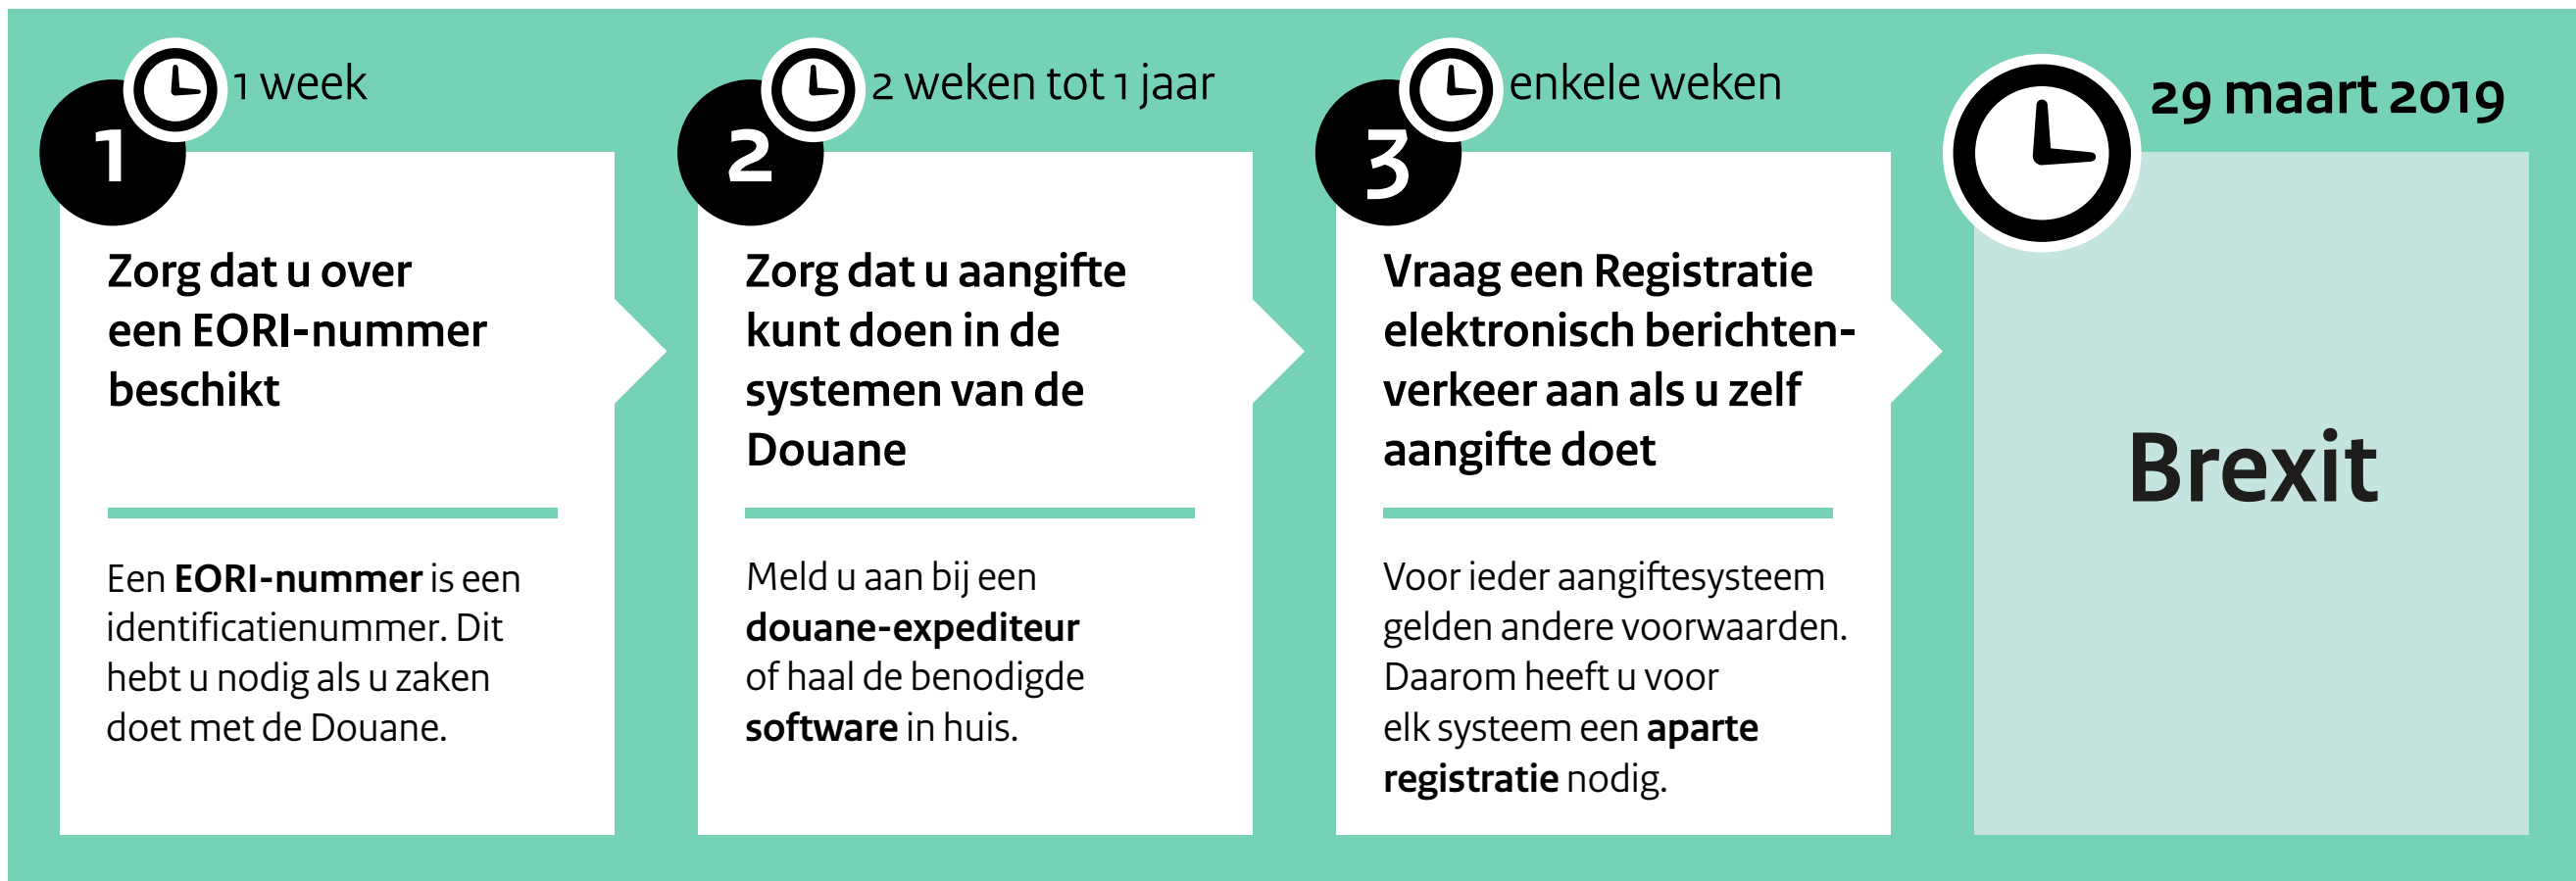 1
1 week
Zorg dat u over
een EORI-nummer
beschikt
Een EORI-nummer is een
identificatienummer. Dit
hebt u nodig als u zaken
doet met de Douane.
2
2 weken tot 1 jaar
Zorg dat u aangifte
kunt doen in de
systemen van de
Douane
Meld u aan bij een
douane-expediteur
of haal de benodigde
software in huis.
3
enkele weken
Vraag een Registratie
elektronisch berichten-
verkeer aan als u zelf
aangifte doet
Voor ieder aangiftesysteem
gelden andere voorwaarden.
Daarom heeft u voor
elk systeem een aparte
registratie nodig.
29 maart 2019
Brexit